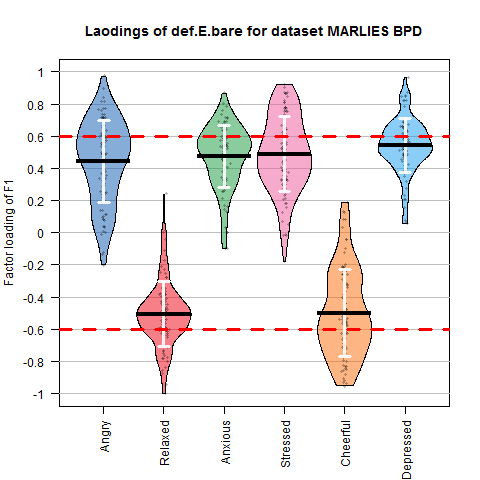 Laodings of def.E.bare for dataset MARLIES BPD
Factor loading of F1
1
0.8
0.6
0.4
0.2
0
-0.2
-0.4
-0.6
-0.8
-1
Angry
Relaxed
Anxious
Stressed
Cheerful
Depressed